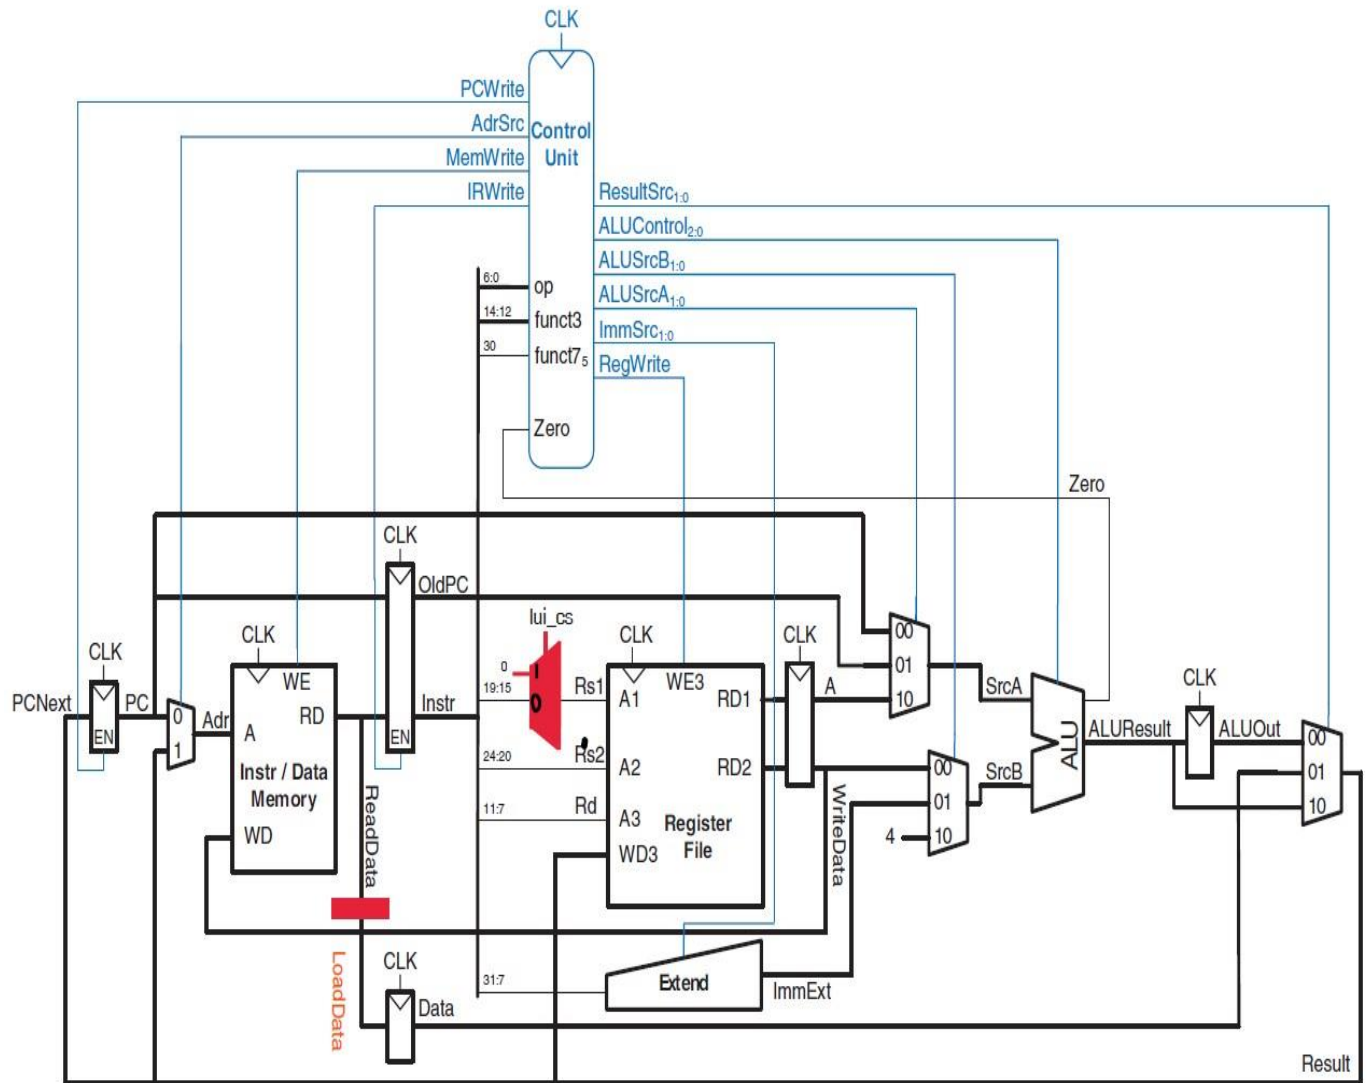 CLK
PCWrite
AdrSrc
MemWrite
IRWrite
Control
Unit
ResultSrc1:0
ALUControl2:0
ALUSrcB1:0
ALUSrcA1:0
ImmSrc1:0
RegWrite
6:0
op
14:12
funct3
30
funct75
Zero
Zero
CLK
OldPC
lui_cs
CLK
CLK
CLK
CLK
CLK
PCNext
PC
EN
0
1
Adr
WE
RD
A
Instr / Data
Memory
WD
EN
Instr
0
19:15
1
0
Rs1
24:20
Rs2
11:7
Rd
A1
WE3
RD1
A2
RD2
A3
Register
File
WD3
A
00
01
10
SrcA
00
01
10
4
SrcB
ALU
ALUResult
ALUOut
00
01
10
ReadData
WriteData
LoadData
CLK
Data
31:7
Extend
ImmExt
Result